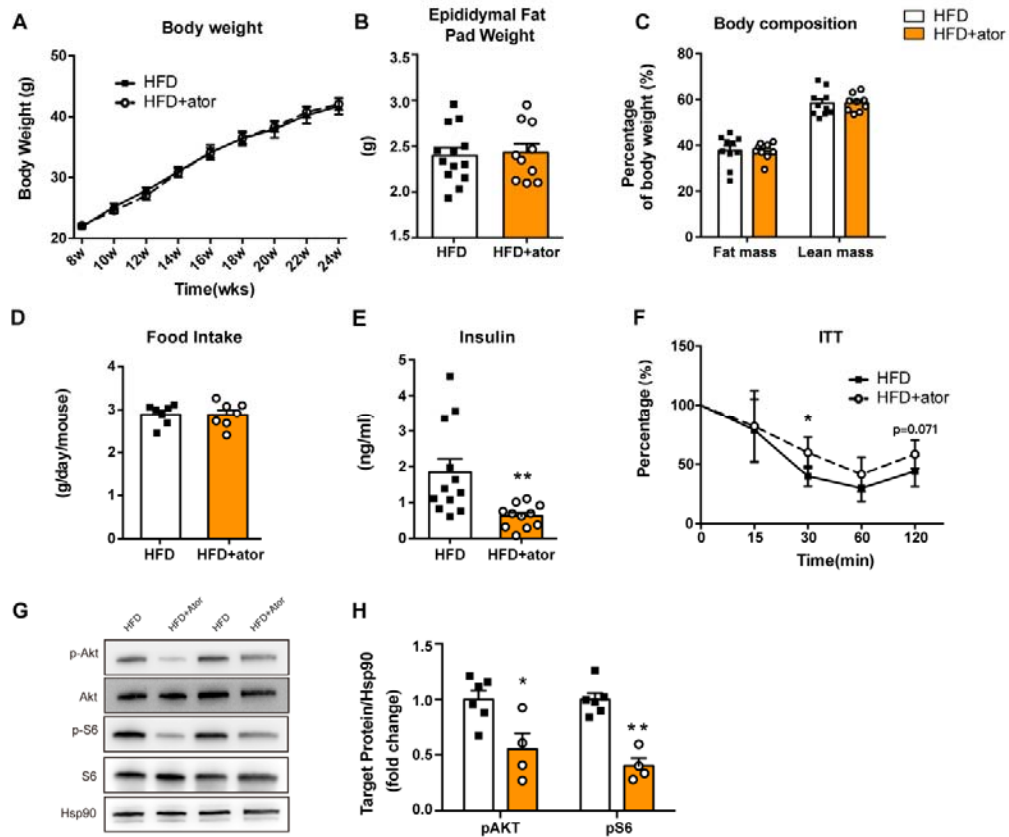 A
Body weight
Body Weight (g)
50
40
30
20
HFD
HFD+ator
8w
10w
12w
14w
16w
18w
20w
22w
24w
Time(wks)
B
Epididymal Fat
Pad Weight
(g)
3.5
3.0
2.5
2.0
1.5
HFD
HFD+ator
C
Body composition
HFD
HFD+ator
Percentage
of body weight (%)
80
60
40
20
0
Fat mass
Lean mass
D
Food Intake
(g/day/mouse)
4
3
2
1
0
HFD
HFD+ator
E
Insulin
(ng/ml)
5
4
3
2
1
0
**
HFD
HFD+ator
F
ITT
Percentage (%)
150
100
50
0
HFD
HFD+ator
*
p=0.071
0
15
30
60
120
Time(min)
G
HFD
HFD+Ator
HFD
HFD+Ator
p-Akt
Akt
p-S6
S6
Hsp90
H
Target Protein/Hsp90
(fold change)
1.5
1.0
0.5
0.0
*
**
pAKT
pS6